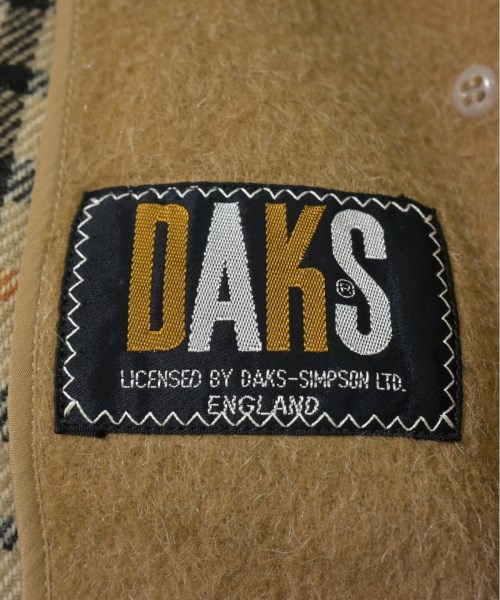 DAKS®
LICENSED BY DAKS-SIMPSON LTD.
ENGLAND